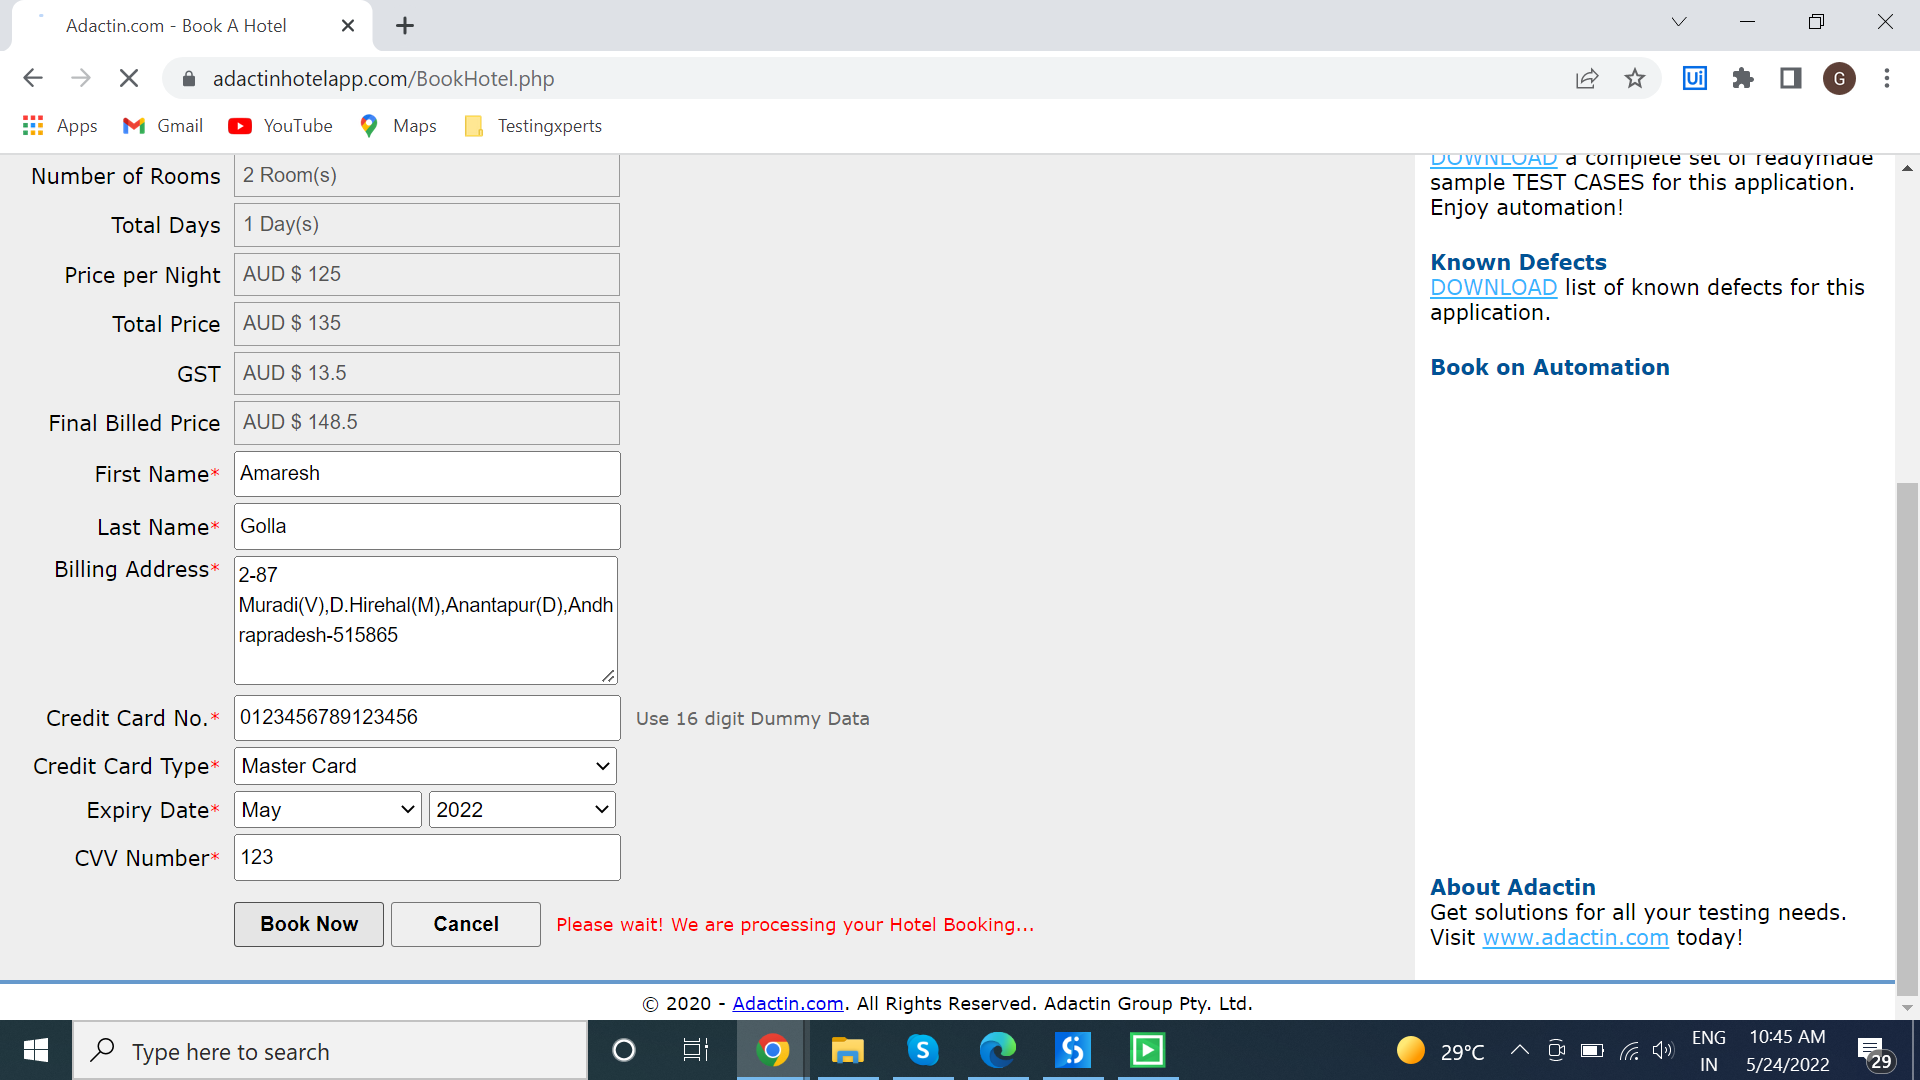 Adactin.com - Book A Hotel
adactinhotelapp.com/BookHotel.php
Ui
G
Apps
Gmail
YouTube
Maps
Testingxperts
Number of Rooms 2 Room(s)
Total Days 1 Day(s)
Price per Night AUD $ 125
Total Price AUD $ 135
GST AUD $ 13.5
Final Billed Price AUD $ 148.5
First Name* Amaresh
Last Name* Golla
Billing Address* 2-87
Muradi(V),D.Hirehal(M),Anantapur(D),Andh
rapradesh-515865
Credit Card No.* 0123456789123456 Use 16 digit Dummy Data
Credit Card Type* Master Card
Expiry Date* May 2022
CVV Number* 123
Book Now Cancel Please wait! We are processing your Hotel Booking...
DOWNLOAD a complete set of readymade
sample TEST CASES for this application.
Enjoy automation!
Known Defects
DOWNLOAD list of known defects for this
application.
Book on Automation
About Adactin
Get solutions for all your testing needs.
Visit www.adactin.com today!
© 2020 - Adactin.com. All Rights Reserved. Adactin Group Pty. Ltd.
Type here to search
S
29°C
ENG
IN
10:45 AM
5/24/2022
29